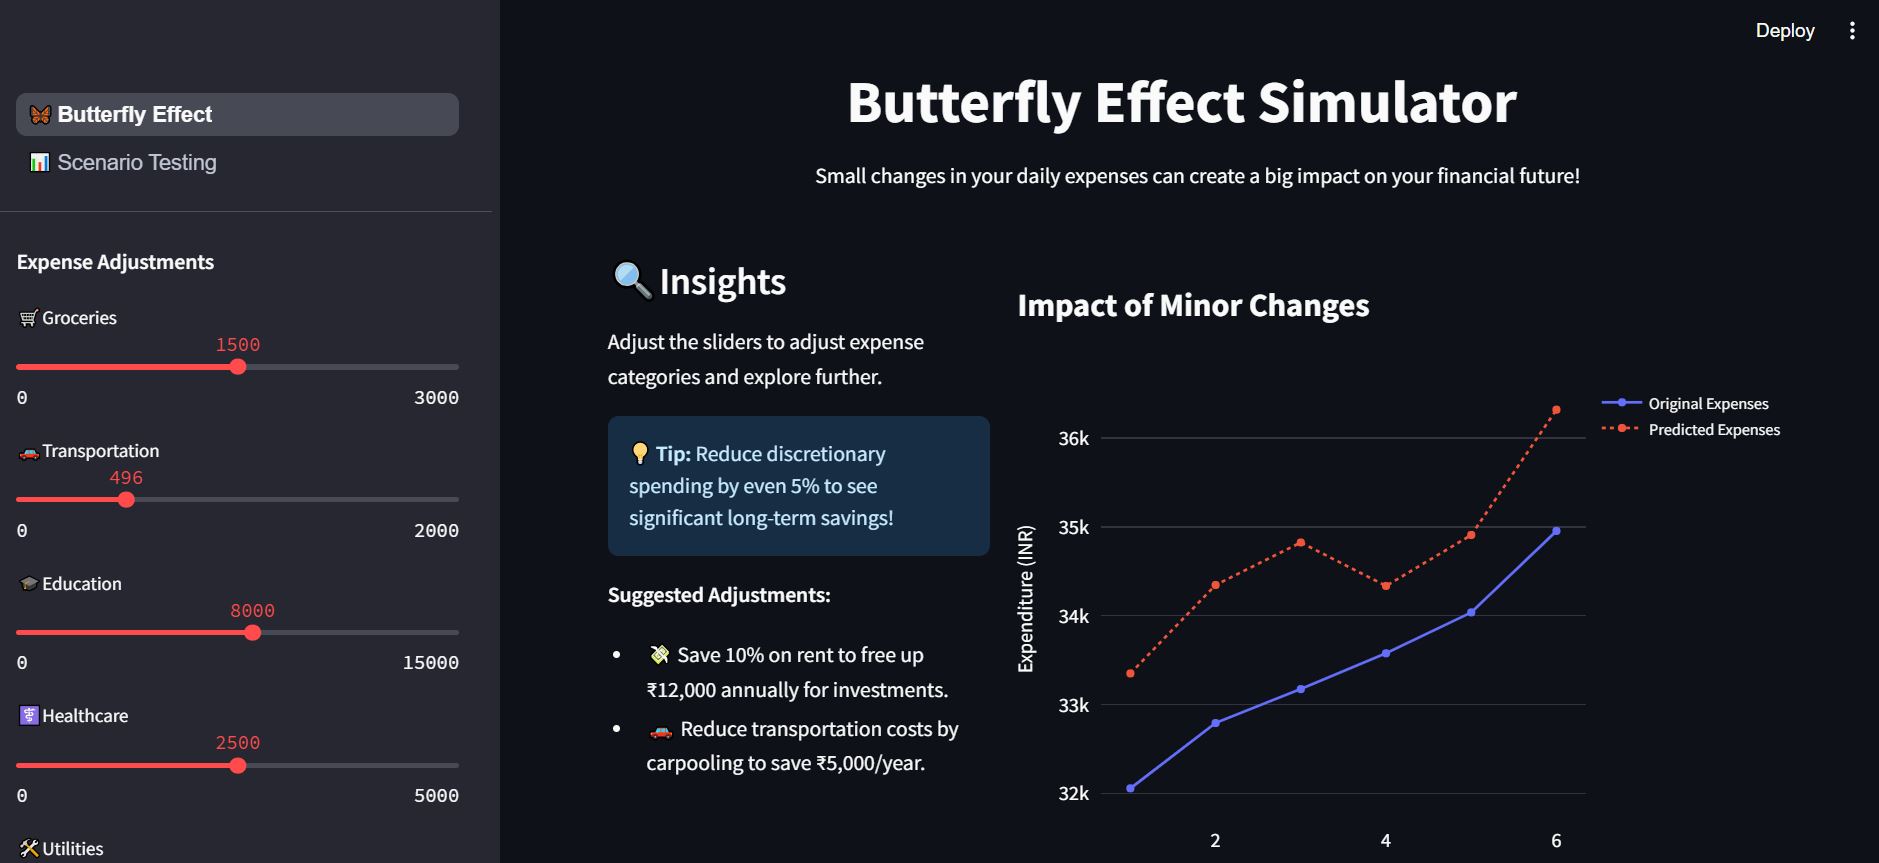 Deploy
🦋 Butterfly Effect
📊 Scenario Testing
Expense Adjustments
🛒 Groceries
1500
0 3000
🚗 Transportation
496
0 2000
🎓 Education
8000
0 15000
⚕️ Healthcare
2500
0 5000
🛠️ Utilities
Butterfly Effect Simulator
Small changes in your daily expenses can create a big impact on your financial future!
🔍 Insights
Adjust the sliders to adjust expense
categories and explore further.
💡 Tip: Reduce discretionary
spending by even 5% to see
significant long-term savings!
Suggested Adjustments:
• 💸 Save 10% on rent to free up
₹12,000 annually for investments.
• 🚗 Reduce transportation costs by
carpooling to save ₹5,000/year.
Impact of Minor Changes
Original Expenses
Predicted Expenses
Expenditure (INR)
36k
35k
34k
33k
32k
2 4 6